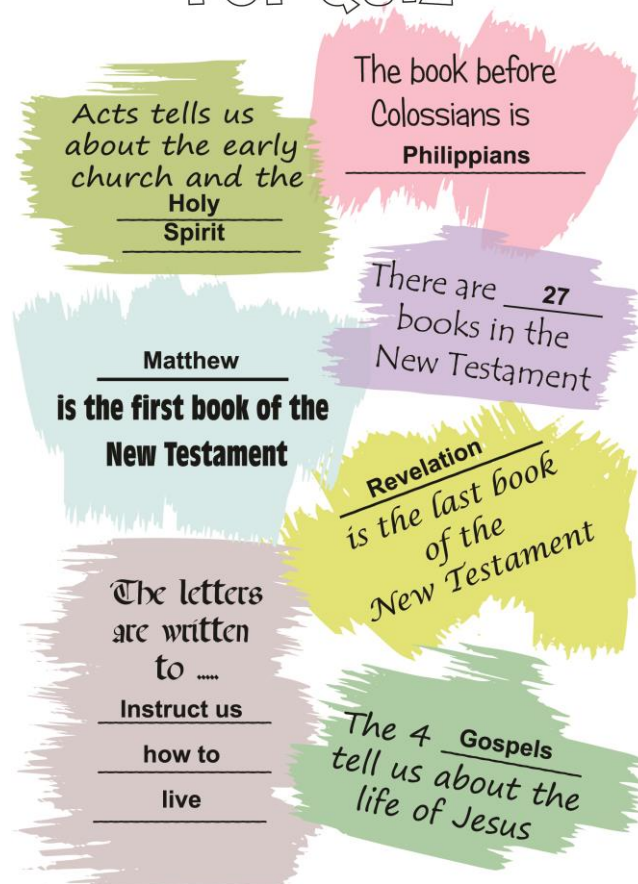 POP QUIZ
Acts tells us
about the early
church and the
Holy
Spirit
The book before
Colossians is
Philippians
There are 27
books in the
New Testament
Matthew
is the first book of the
New Testament
Revelation
is the last book
of the
New Testament
The letters
are written
to .....
Instruct us
how to
live
The 4 Gospels
tell us about the
life of Jesus